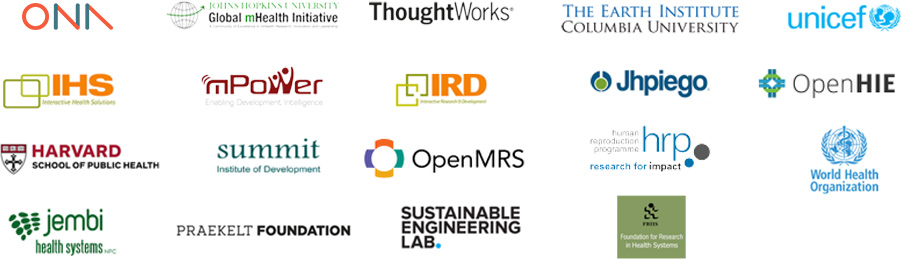 ONA
JOHNS HOPKINS UNIVERSITY
Global mHealth Initiative
ThoughtWorks®
THE EARTH INSTITUTE
COLUMBIA UNIVERSITY
unicef
IHS
Interactive Health Solutions
mPower
Enabling Development Intelligence
IRD
Interactive Research & Development
Jhpiego
OpenHIE
HARVARD
SCHOOL OF PUBLIC HEALTH
summit
Institute of Development
OpenMRS
human
reproduction
programme
hrp
research for impact
World Health
Organization
jembi
health systems NPC
PRAEKELT FOUNDATION
SUSTAINABLE
ENGINEERING
LAB.
FRHS
Foundation for Research
in Health Systems